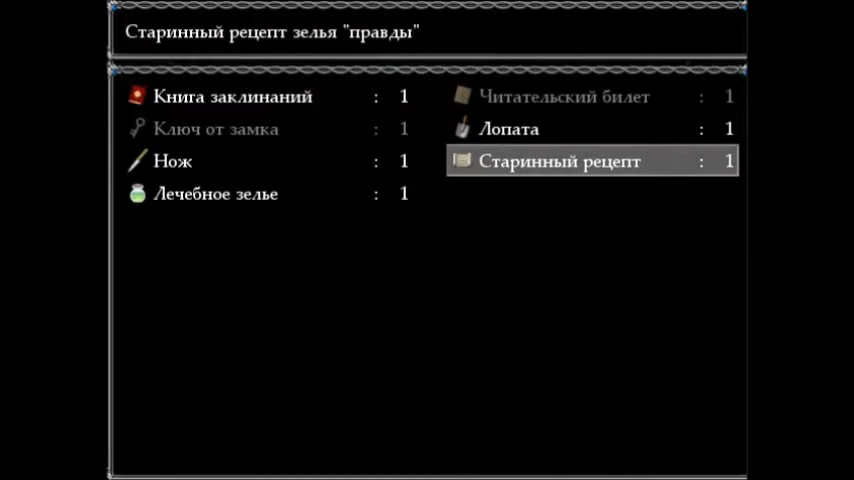 Старинный рецепт зелья "правды"
Книга заклинаний : 1 Читательский билет : 1
Ключ от замка : 1 Лопата : 1
Нож : 1 Старинный рецепт : 1
Лечебное зелье : 1